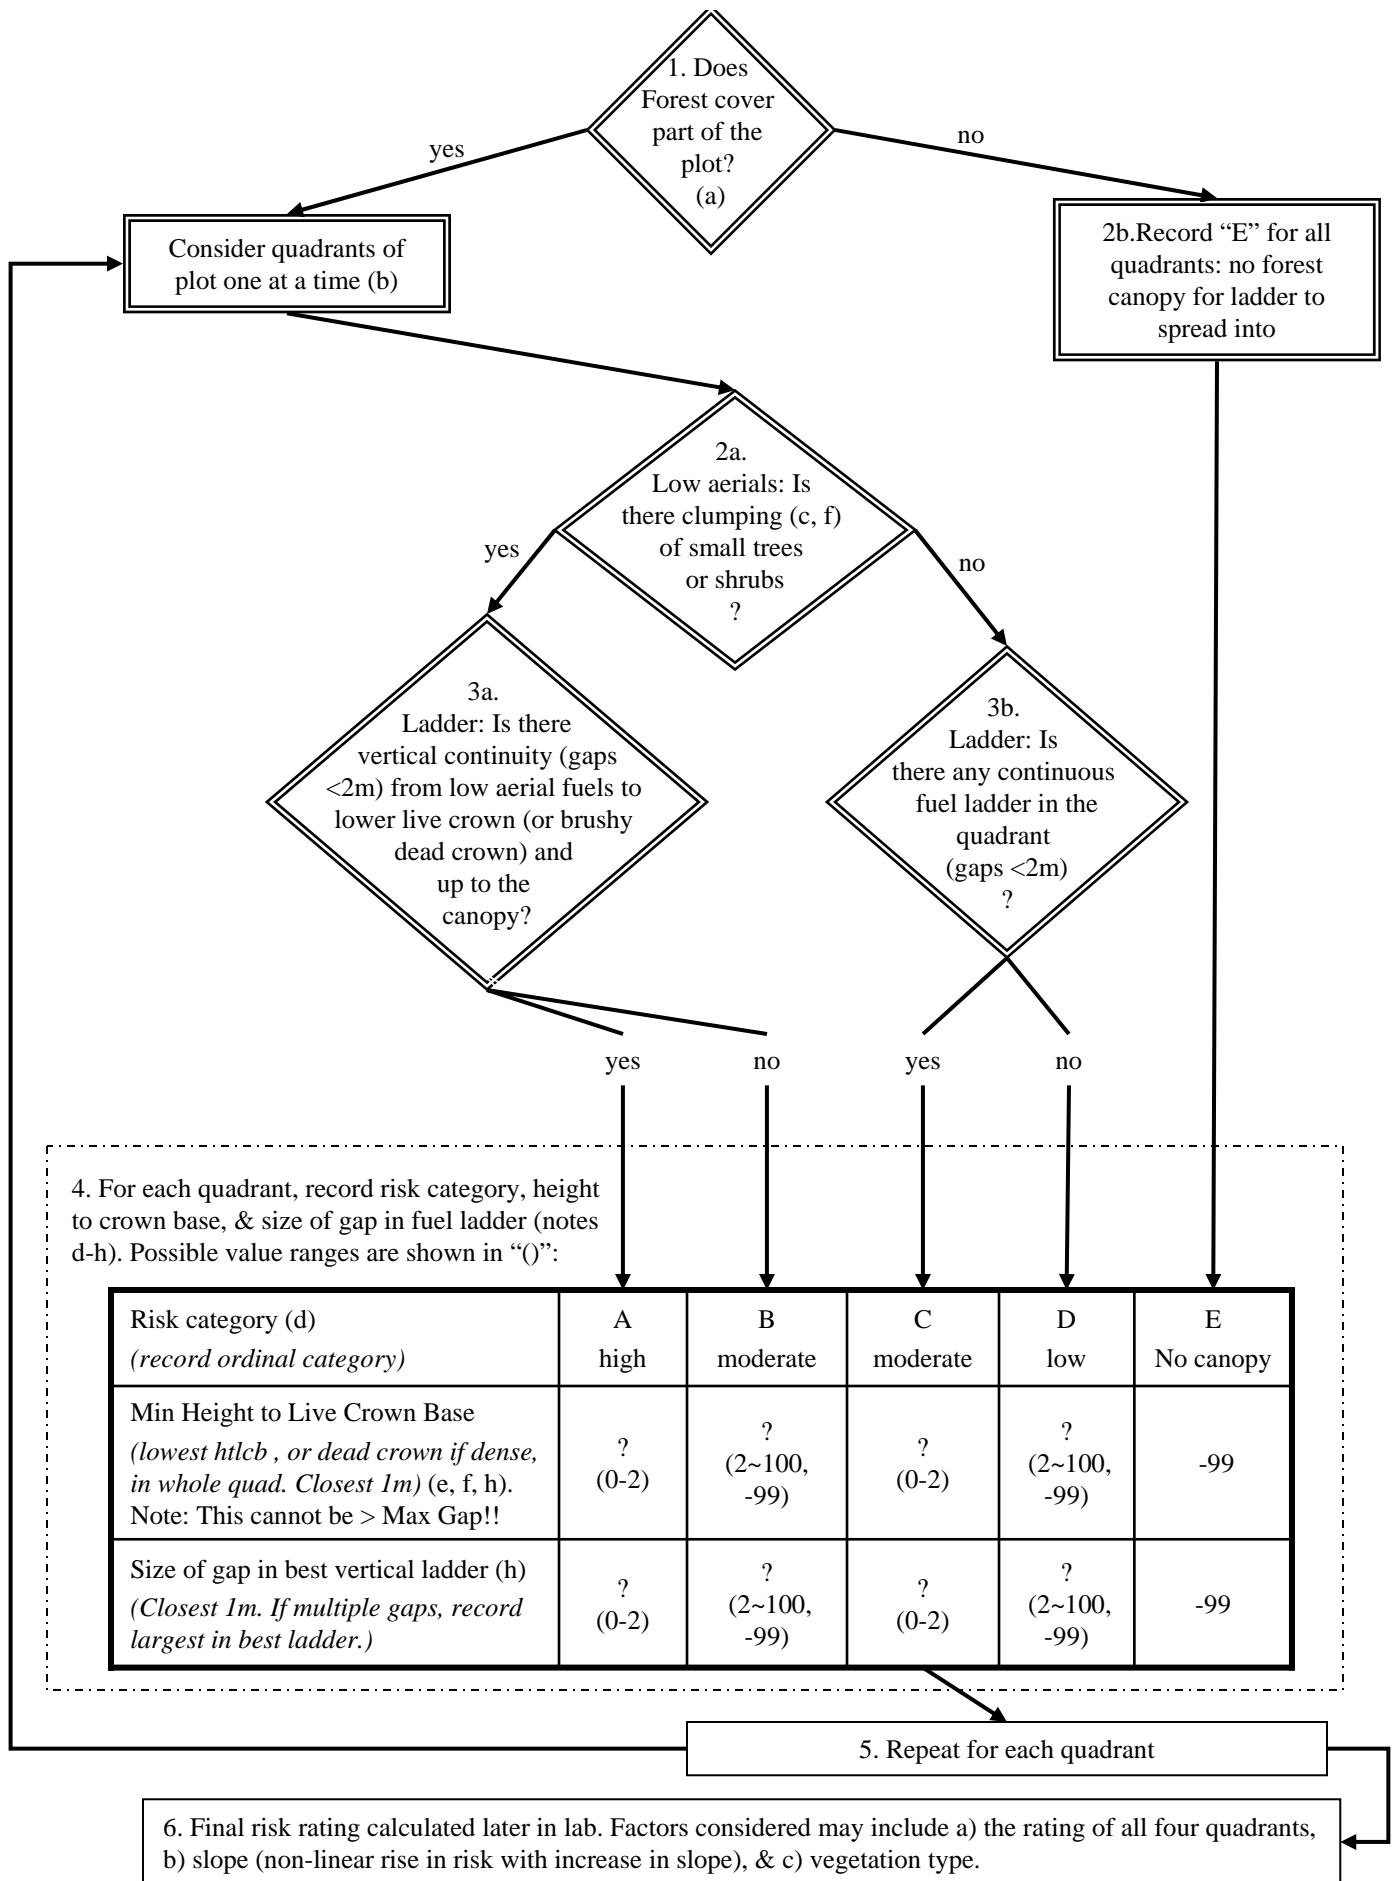 1. Does
Forest cover
part of the
plot?
(a)
yes
no
Consider quadrants of
plot one at a time (b)
2b.Record “E” for all
quadrants: no forest
canopy for ladder to
spread into
2a.
Low aerials: Is
there clumping (c, f)
of small trees
or shrubs
?
yes
no
3a.
Ladder: Is there
vertical continuity (gaps
<2m) from low aerial fuels to
lower live crown (or brushy
dead crown) and
up to the
canopy?
3b.
Ladder: Is
there any continuous
fuel ladder in the
quadrant
(gaps <2m)
?
yes
no
yes
no
4. For each quadrant, record risk category, height
to crown base, & size of gap in fuel ladder (notes
d-h). Possible value ranges are shown in “()”:
Risk category (d)
(record ordinal category)
A
high
B
moderate
C
moderate
D
low
E
No canopy
Min Height to Live Crown Base
(lowest htlcb , or dead crown if dense,
in whole quad. Closest 1m) (e, f, h).
Note: This cannot be > Max Gap!!
?
(0-2)
?
(2~100,
-99)
?
(0-2)
?
(2~100,
-99)
-99
Size of gap in best vertical ladder (h)
(Closest 1m. If multiple gaps, record
largest in best ladder.)
?
(0-2)
?
(2~100,
-99)
?
(0-2)
?
(2~100,
-99)
-99
5. Repeat for each quadrant
6. Final risk rating calculated later in lab. Factors considered may include a) the rating of all four quadrants,
b) slope (non-linear rise in risk with increase in slope), & c) vegetation type.